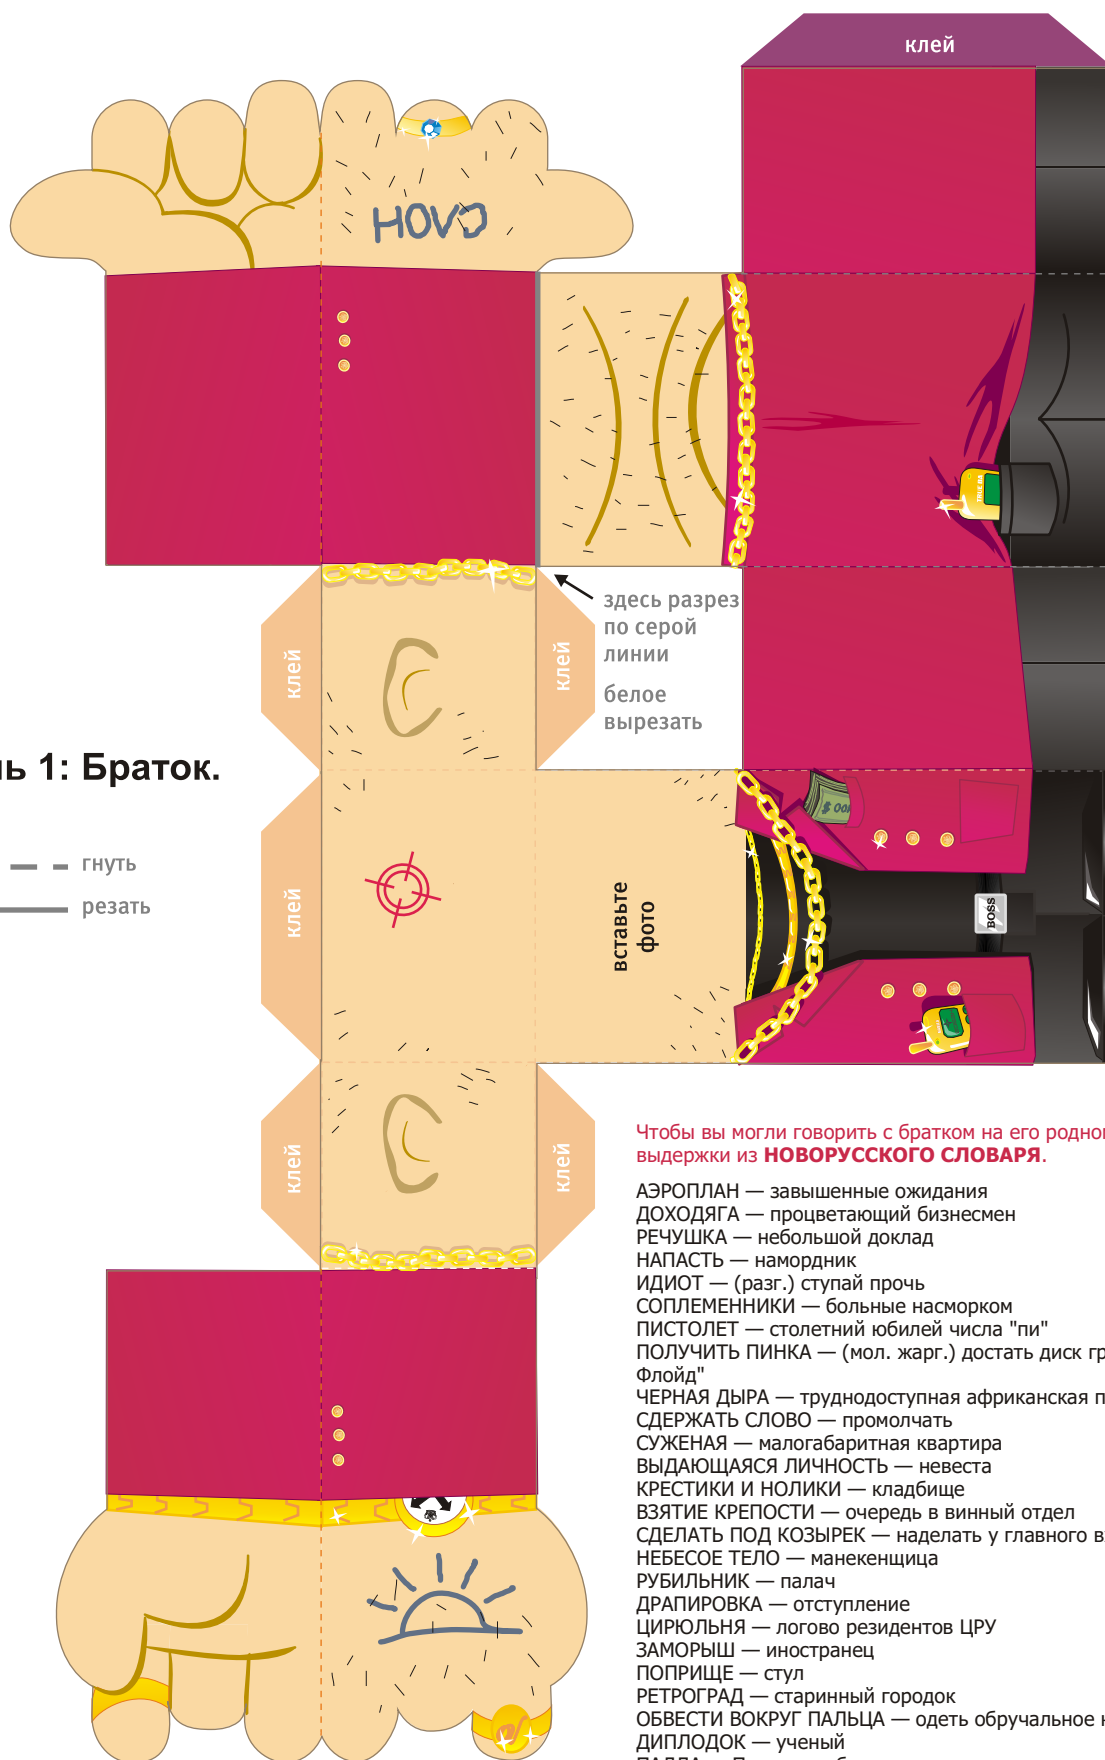 клей
НОVЭ
здесь разрез
по серой
линии
белое
вырезать
клей
клей
ль 1: Браток.
гнуть
резать
клей
вставьте
фото
BOSS
клей
клей
Чтобы вы могли говорить с братком на его родно
выдержки из НОВОРУССКОГО СЛОВАРЯ.
АЭРОПЛАН — завышенные ожидания
ДОХОДЯГА — процветающий бизнесмен
РЕЧУШКА — небольшой доклад
НАПАСТЬ — намордник
ИДИОТ — (разг.) ступай прочь
СОПЛЕМЕННИКИ — больные насморком
ПИСТОЛЕТ — столетний юбилей числа "пи"
ПОЛУЧИТЬ ПИНКА — (мол. жарг.) достать диск гр
Флойд"
ЧЕРНАЯ ДЫРА — труднодоступная африканская п
СДЕРЖАТЬ СЛОВО — промолчать
СУЖЕНАЯ — малогабаритная квартира
ВЫДАЮЩАЯСЯ ЛИЧНОСТЬ — невеста
КРЕСТИКИ И НОЛИКИ — кладбище
ВЗЯТИЕ КРЕПОСТИ — очередь в винный отдел
СДЕЛАТЬ ПОД КОЗЫРЕК — наделать у главного в
НЕБЕСОЕ ТЕЛО — манекенщица
РУБИЛЬНИК — палач
ДРАПИРОВКА — отступление
ЦИРЮЛЬНЯ — логово резидентов ЦРУ
ЗАМОРЫШ — иностранец
ПОПРИЩЕ — стул
РЕТРОГРАД — старинный городок
ОБВЕСТИ ВОКРУГ ПАЛЬЦА — одеть обручальное к
ДИПЛОДОК — ученый